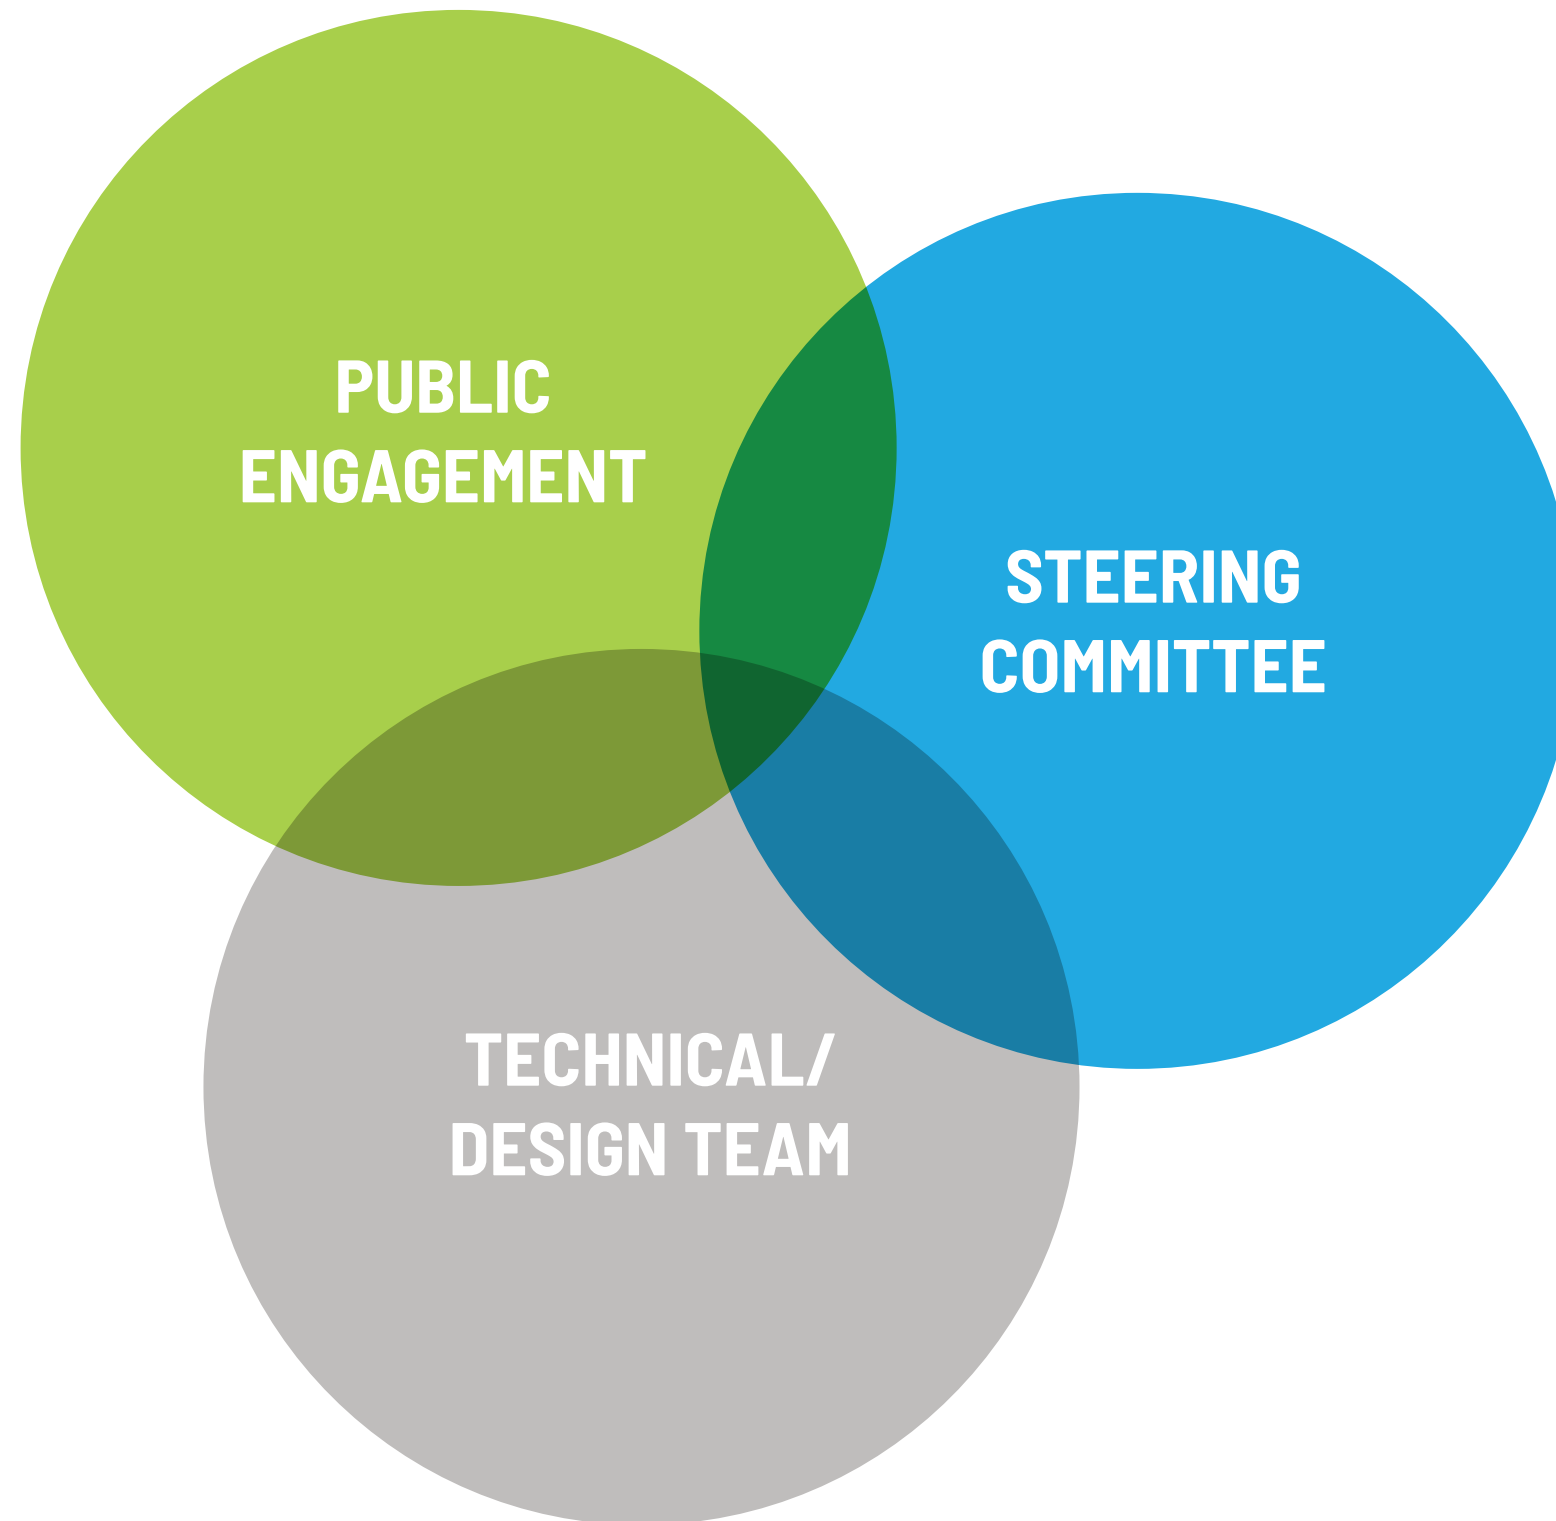 PUBLIC
ENGAGEMENT
STEERING
COMMITTEE
TECHNICAL/
DESIGN TEAM